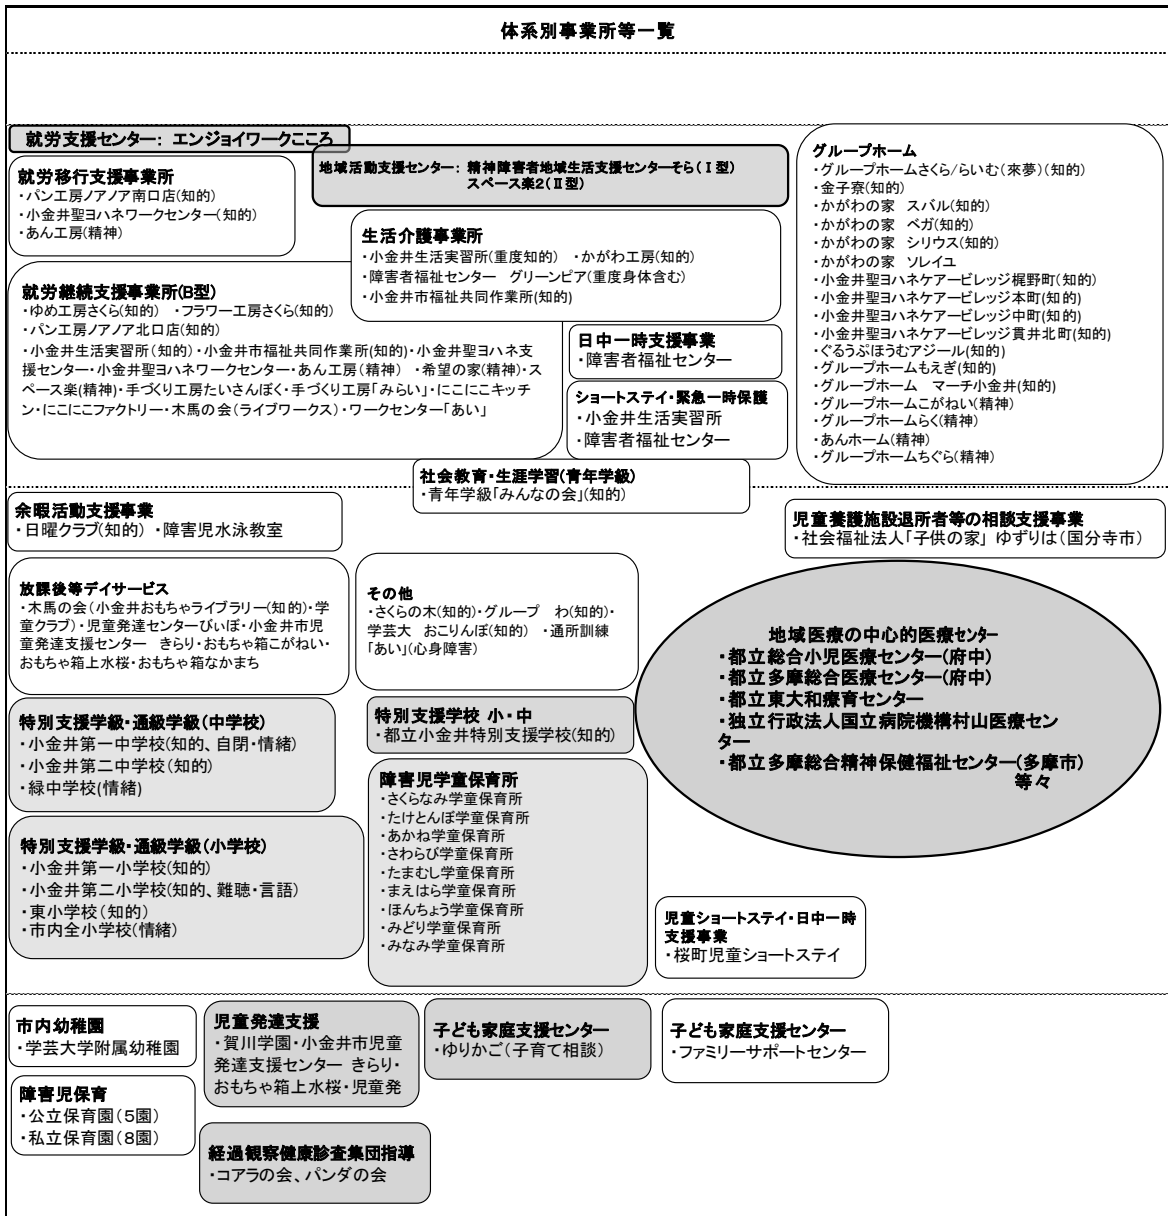 体系別事業所等一覧
就労支援センター： エンジョイワークこころ
就労移行支援事業所
・パン工房ノアノア南口店(知的)
・小金井聖ヨハネワークセンター(知的)
・あん工房(精神)
地域活動支援センター： 精神障害者地域生活支援センターそら(Ⅰ型)
スペース楽2(Ⅱ型)
グループホーム
・グループホームさくら/らいむ(來夢)(知的)
・金子寮(知的)
・かがわの家 スバル(知的)
・かがわの家 ベガ(知的)
・かがわの家 シリウス(知的)
・かがわの家 ソレイユ
・小金井聖ヨハネケアービレッジ梶野町(知的)
・小金井聖ヨハネケアービレッジ本町(知的)
・小金井聖ヨハネケアービレッジ中町(知的)
・小金井聖ヨハネケアービレッジ貫井北町(知的)
・ぐるうぷほうむアジール(知的)
・グループホームもえぎ(知的)
・グループホーム マーチ小金井(知的)
・グループホームこがねい(精神)
・グループホームらく(精神)
・あんホーム(精神)
・グループホームちぐら(精神)
生活介護事業所
・小金井生活実習所(重度知的) ・かがわ工房(知的)
・障害者福祉センター グリーンピア(重度身体含む)
・小金井市福祉共同作業所(知的)
就労継続支援事業所(B型)
・ゆめ工房さくら(知的) ・フラワー工房さくら(知的)
・パン工房ノアノア北口店(知的)
・小金井生活実習所(知的)・小金井市福祉共同作業所(知的)・小金井聖ヨハネ支
援センター・小金井聖ヨハネワークセンター・あん工房(精神) ・希望の家(精神)・ス
ペース楽(精神)・手づくり工房たいさんぼく・手づくり工房「みらい」・にこにこキッチ
ン・にこにこファクトリー・木馬の会(ライブワークス)・ワークセンター「あい」
日中一時支援事業
・障害者福祉センター
ショートステイ・緊急一時保護
・小金井生活実習所
・障害者福祉センター
社会教育・生涯学習(青年学級)
・青年学級「みんなの会」(知的)
余暇活動支援事業
・日曜クラブ(知的) ・障害児水泳教室
児童養護施設退所者等の相談支援事業
・社会福祉法人「子供の家」 ゆずりは(国分寺市)
放課後等デイサービス
・木馬の会(小金井おもちゃライブラリー(知的)・学
童クラブ)・児童発達センターぴぃぽ・小金井市児
童発達支援センター きらり・おもちゃ箱こがねい・
おもちゃ箱上水桜・おもちゃ箱なかまち
その他
・さくらの木(知的)・グループ わ(知的)・
学芸大 おこりんぼ(知的) ・通所訓練
「あい」(心身障害)
地域医療の中心的医療センター
・都立総合小児医療センター(府中)
・都立多摩総合医療センター(府中)
・都立東大和療育センター
・独立行政法人国立病院機構村山医療セン
ター
・都立多摩総合精神保健福祉センター(多摩市)
等々
特別支援学級・通級学級(中学校)
・小金井第一中学校(知的、自閉・情緒)
・小金井第二中学校(知的)
・緑中学校(情緒)
特別支援学校 小・中
・都立小金井特別支援学校(知的)
障害児学童保育所
・さくらなみ学童保育所
・たけとんぼ学童保育所
・あかね学童保育所
・さわらび学童保育所
・たまむし学童保育所
・まえはら学童保育所
・ほんちょう学童保育所
・みどり学童保育所
・みなみ学童保育所
特別支援学級・通級学級(小学校)
・小金井第一小学校(知的)
・小金井第二小学校(知的、難聴・言語)
・東小学校(知的)
・市内全小学校(情緒)
児童ショートステイ・日中一時
支援事業
・桜町児童ショートステイ
市内幼稚園
・学芸大学附属幼稚園
児童発達支援
・賀川学園・小金井市児童
発達支援センター きらり・
おもちゃ箱上水桜・児童発
子ども家庭支援センター
・ゆりかご(子育て相談)
子ども家庭支援センター
・ファミリーサポートセンター
障害児保育
・公立保育園(5園)
・私立保育園(8園)
経過観察健康診査集団指導
・コアラの会、パンダの会